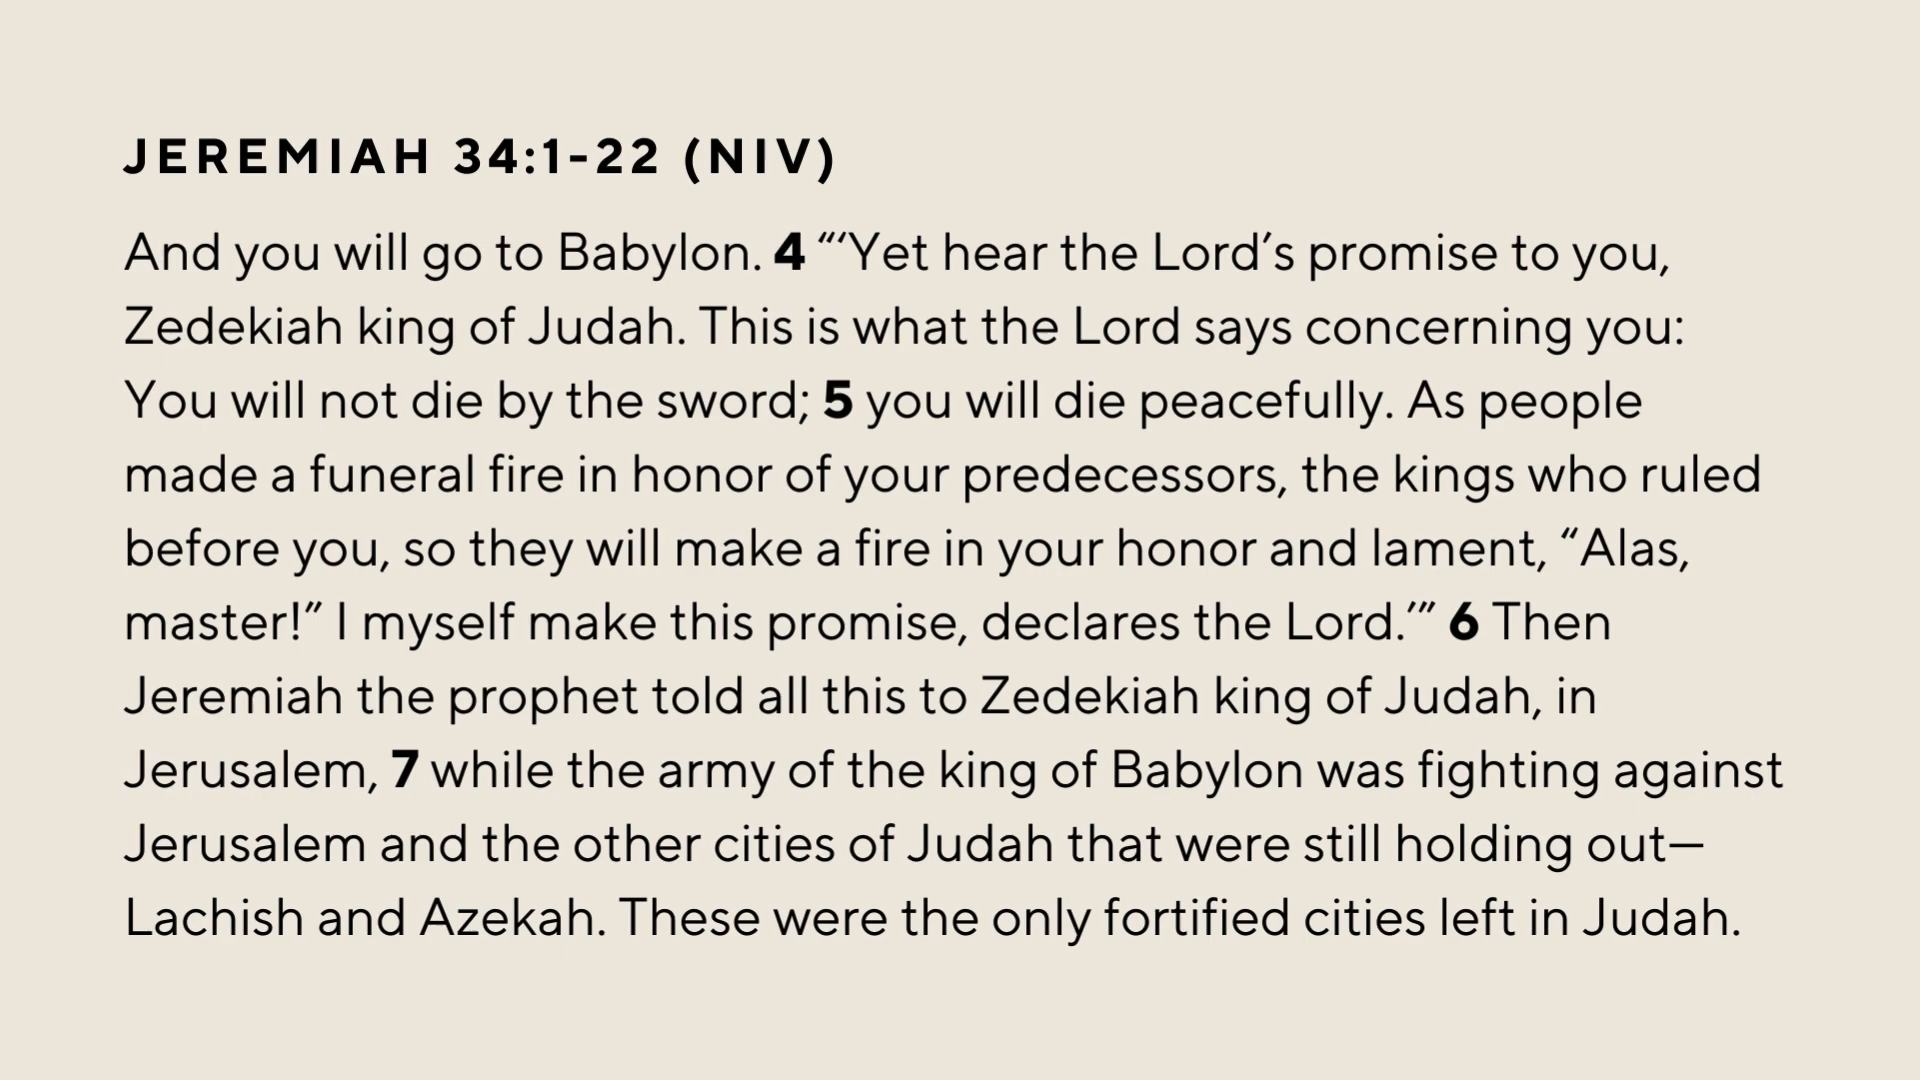 JEREMIAH 34:1-22 (NIV)
And you will go to Babylon. 4 “‘Yet hear the Lord’s promise to you,
Zedekiah king of Judah. This is what the Lord says concerning you:
You will not die by the sword; 5 you will die peacefully. As people
made a funeral fire in honor of your predecessors, the kings who ruled
before you, so they will make a fire in your honor and lament, “Alas,
master!” I myself make this promise, declares the Lord.’” 6 Then
Jeremiah the prophet told all this to Zedekiah king of Judah, in
Jerusalem, 7 while the army of the king of Babylon was fighting against
Jerusalem and the other cities of Judah that were still holding out—
Lachish and Azekah. These were the only fortified cities left in Judah.